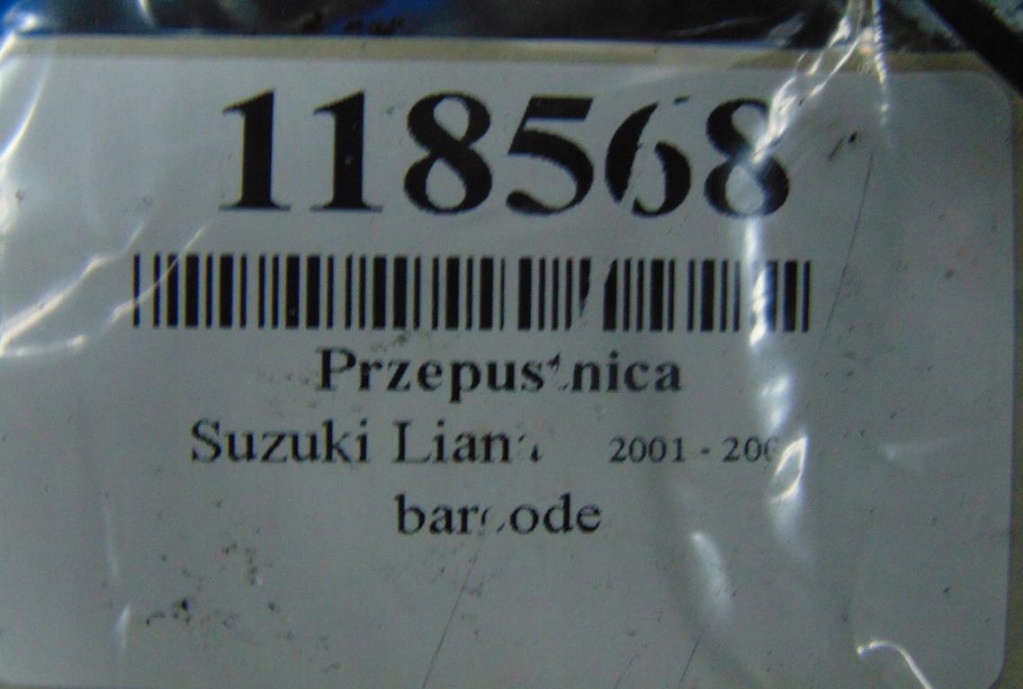 118568
Przepustnica
Suzuki Liana 2001 -
barcode